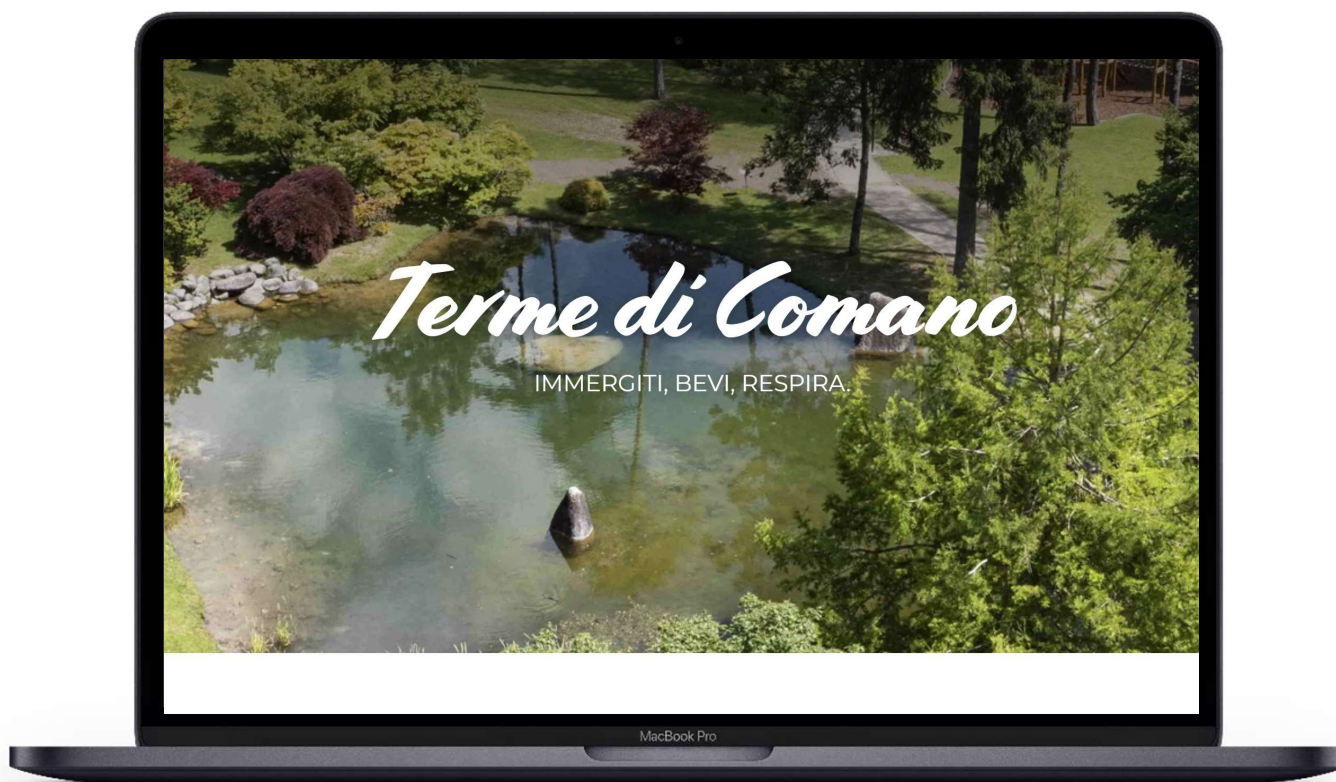 Terme di Comano
IMMERGITI, BEVI, RESPIRA.
MacBook Pro